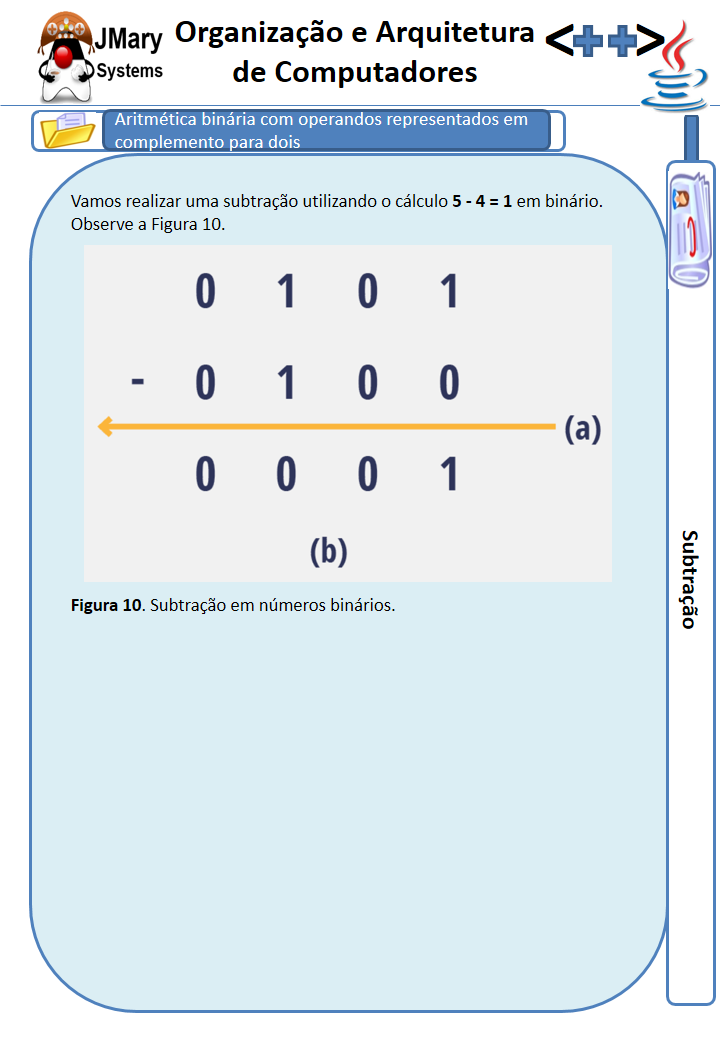 JMary
Systems
Organização e Arquitetura
de Computadores
<++>
Aritmética binária com operandos representados em
complemento para dois
Vamos realizar uma subtração utilizando o cálculo 5 - 4 = 1 em binário.
Observe a Figura 10.
0 1 0 1
- 0 1 0 0
(a)
0 0 0 1
(b)
Figura 10. Subtração em números binários.
Subtração